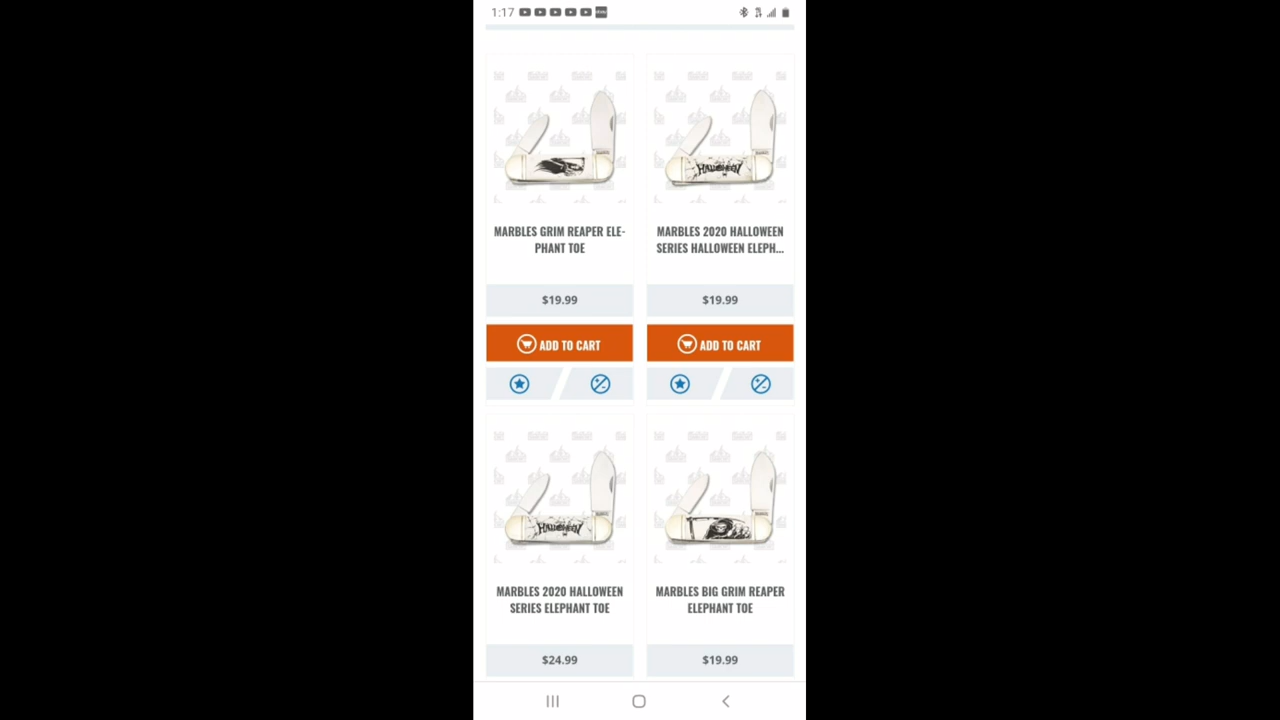 1:17
MARBLES GRIM REAPER ELE-
PHANT TOE
$19.99
ADD TO CART
HALLOWEEN
MARBLES 2020 HALLOWEEN
SERIES HALLOWEEN ELEPH...
$19.99
ADD TO CART
HALLOWEEN
MARBLES 2020 HALLOWEEN
SERIES ELEPHANT TOE
$24.99
MARBLES BIG GRIM REAPER
ELEPHANT TOE
$19.99